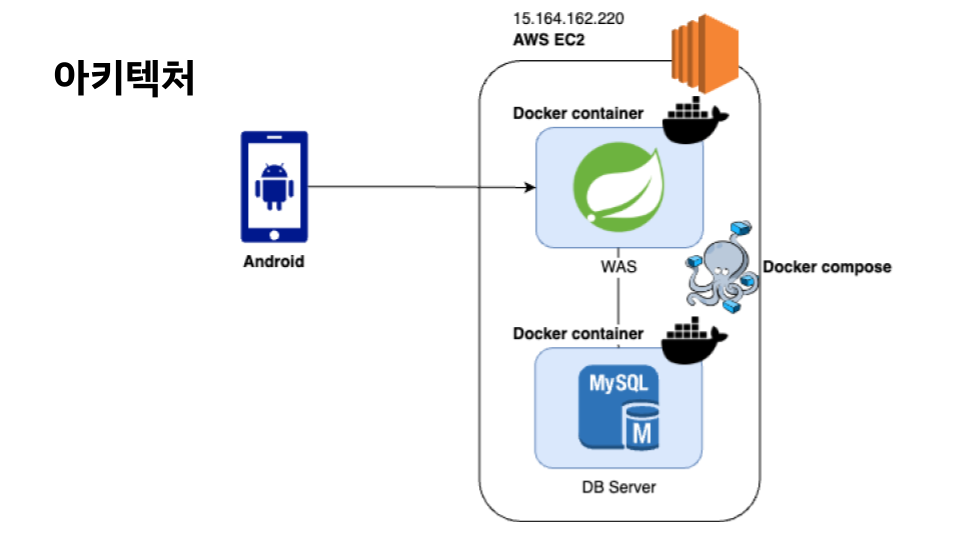 아키텍처
15.164.162.220
AWS EC2
Docker container
Android
WAS
Docker compose
Docker container
MySQL
M
DB Server